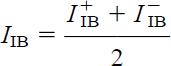 I_IB = (I_IB^+ + I_IB^−) / 2